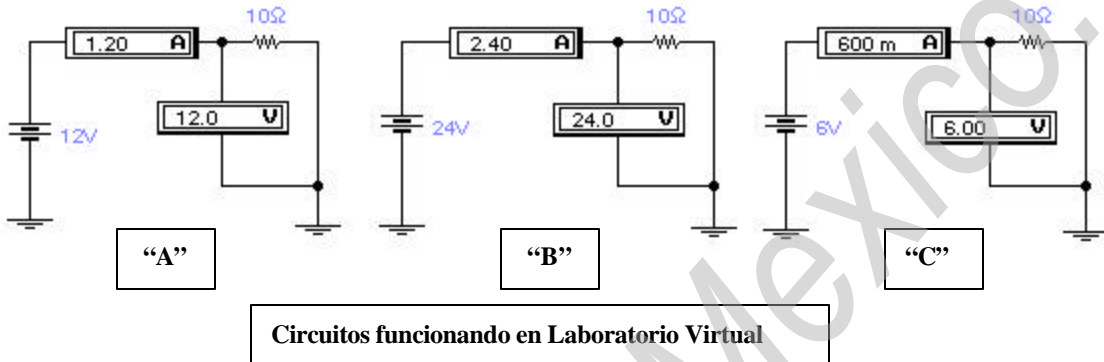 10Ω 10Ω 10Ω
1.20 A 2.40 A 600 m A
12.0 V 24.0 V 6.00 V
12V 24V 6V
“A” “B” “C”
Circuitos funcionando en Laboratorio Virtual
Mexico.